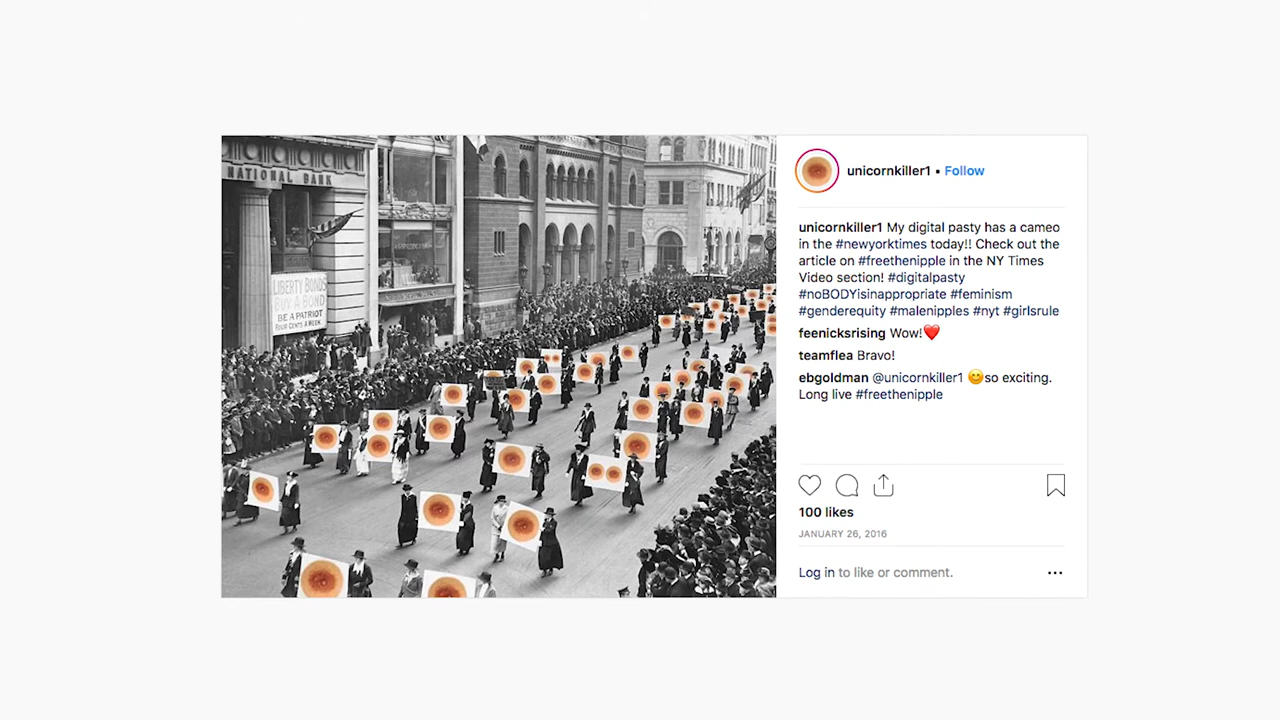 NATIONAL BANK
LIBERTY BONDS
BUY A BOND
BE A PATRIOT
FOUR CENTS A WEEK
unicornkiller1 • Follow
unicornkiller1 My digital pasty has a cameo
in the #newyorktimes today!! Check out the
article on #freethenipple in the NY Times
Video section! #digitalpasty
#noBODYisinappropriate #feminism
#genderequity #malenipples #nyt #girlsrule
feenicksrising Wow!❤️
teamflea Bravo!
ebgoldman @unicornkiller1 😊so exciting.
Long live #freethenipple
100 likes
JANUARY 26, 2016
Log in to like or comment.